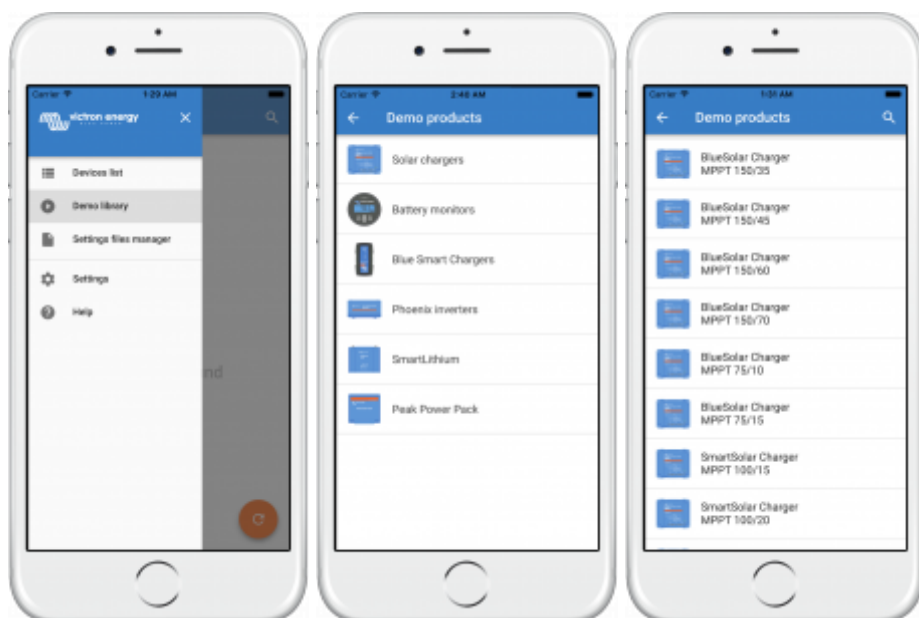 Carrier 1:29 AM
victron energy
BLUE POWER
Devices list
Demo library
Settings files manager
Settings
Help
nd
Carrier 2:40 AM
Demo products
Solar chargers
Battery monitors
Blue Smart Chargers
Phoenix inverters
SmartLithium
Peak Power Pack
Carrier 1:31 AM
Demo products
BlueSolar Charger
MPPT 150/35
BlueSolar Charger
MPPT 150/45
BlueSolar Charger
MPPT 150/60
BlueSolar Charger
MPPT 150/70
BlueSolar Charger
MPPT 75/10
BlueSolar Charger
MPPT 75/15
SmartSolar Charger
MPPT 100/15
SmartSolar Charger
MPPT 100/20